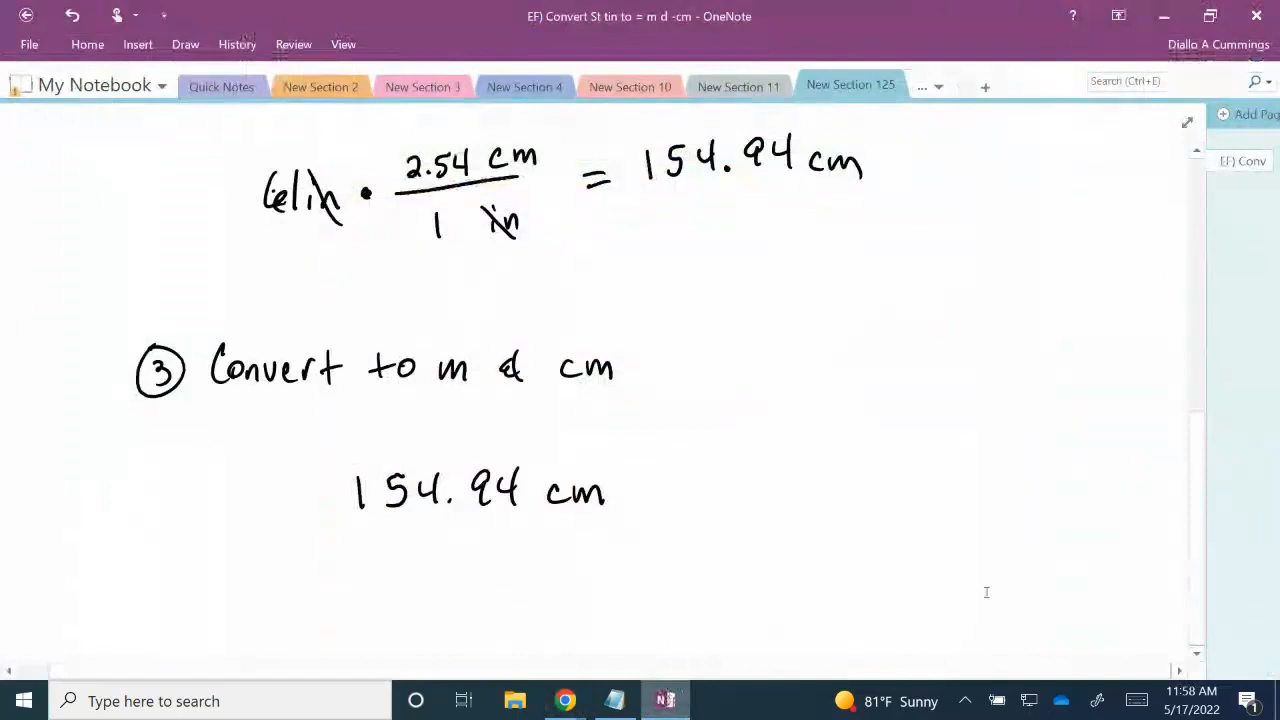 EF) Convert St tin to = m d -cm - OneNote
File Home Insert Draw History Review View
Diallo A Cummings
My Notebook Quick Notes New Section 2 New Section 3 New Section 4 New Section 10 New Section 11 New Section 125 ...
Search (Ctrl+E)
Add Pag
EF) Conv
61in • 2.54 cm / 1 in = 154.94 cm
3 Convert to m & cm
154.94 cm
Type here to search
81°F Sunny
11:58 AM
5/17/2022
1